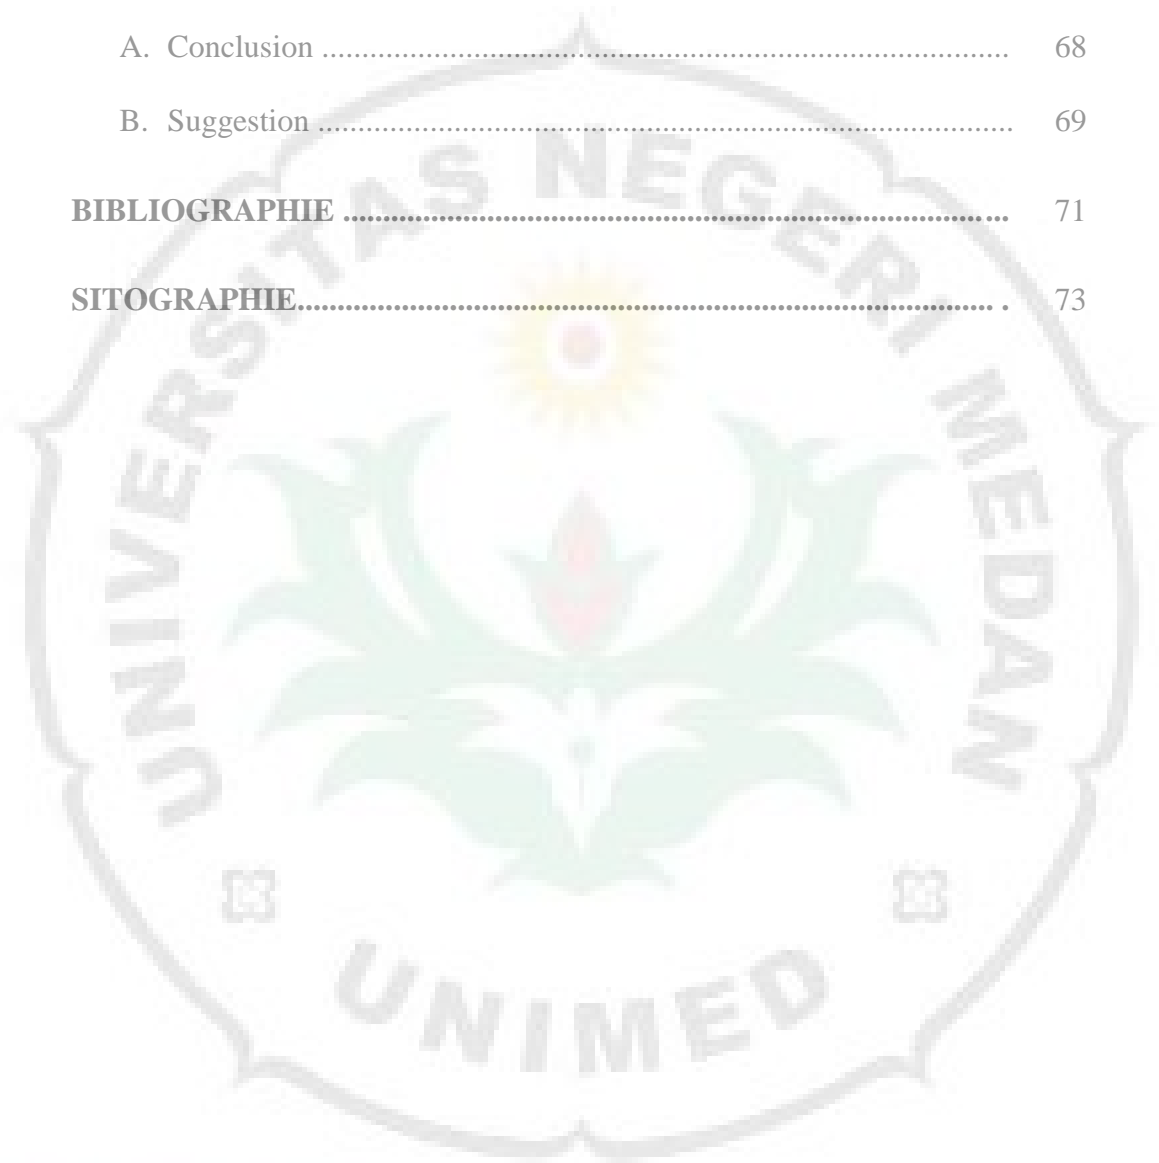 A. Conclusion ........................................................................................ 68
B. Suggestion ......................................................................................... 69
BIBLIOGRAPHIE ..................................................................................... 71
SITOGRAPHIE......................................................................................... . 73
UNIVERSITAS NEGERI MEDAN
UNIMED